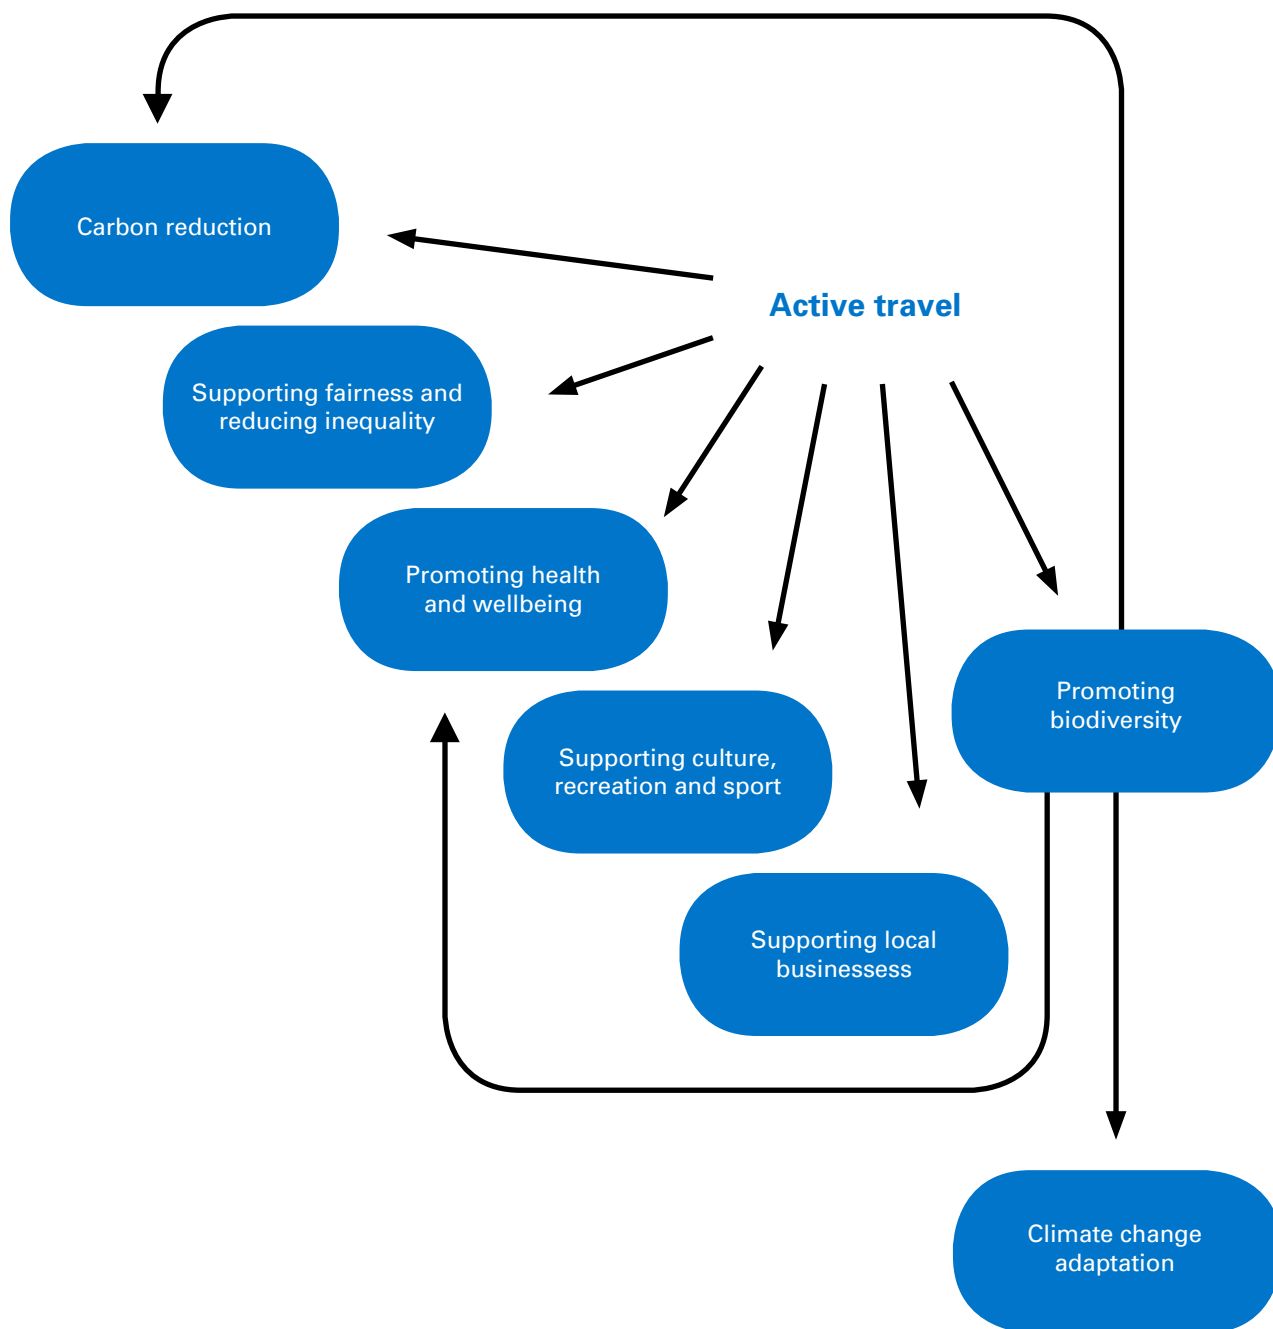 Carbon reduction
Active travel
Supporting fairness and
reducing inequality
Promoting health
and wellbeing
Promoting
biodiversity
Supporting culture,
recreation and sport
Supporting local
businessess
Climate change
adaptation